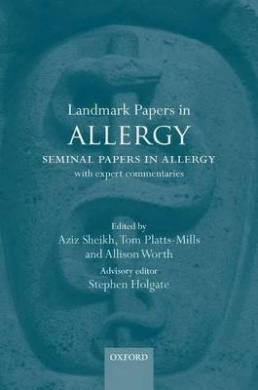 Landmark Papers in
ALLERGY
SEMINAL PAPERS IN ALLERGY
with expert commentaries
Edited by
Aziz Sheikh, Tom Platts-Mills
and Allison Worth
Advisory editor
Stephen Holgate
OXFORD